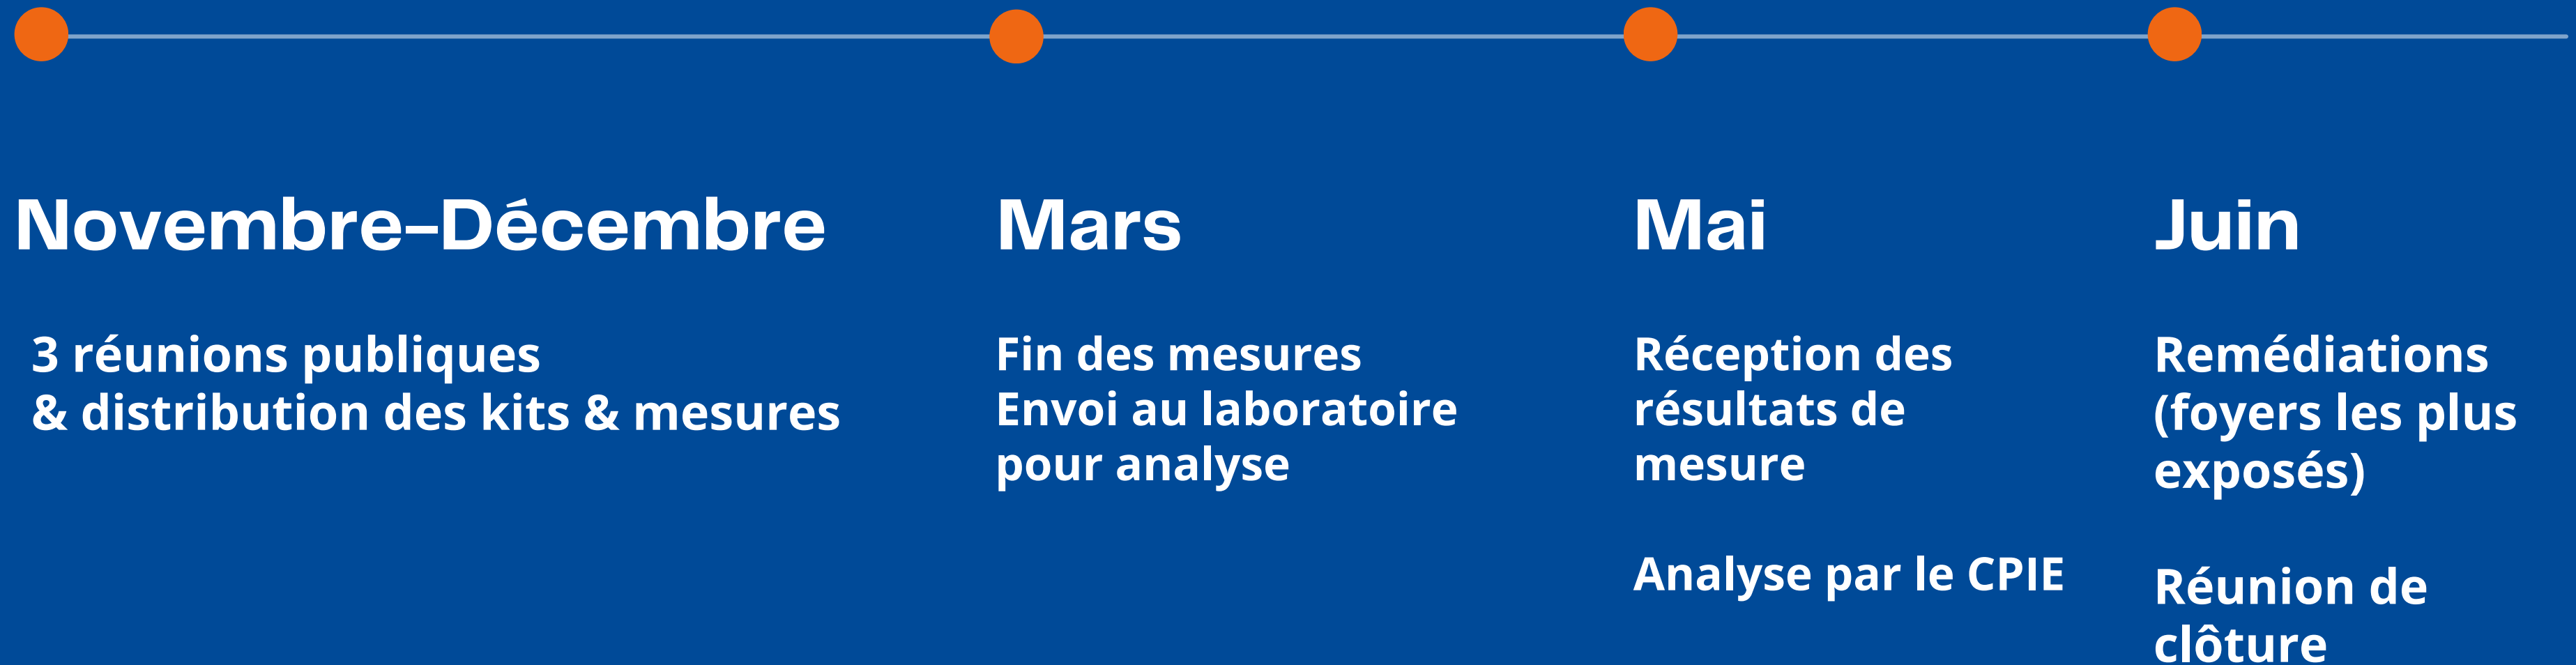 Novembre–Décembre
3 réunions publiques
& distribution des kits & mesures
Mars
Fin des mesures
Envoi au laboratoire
pour analyse
Mai
Réception des
résultats de
mesure
Analyse par le CPIE
Juin
Remédiations
(foyers les plus
exposés)
Réunion de
clôture